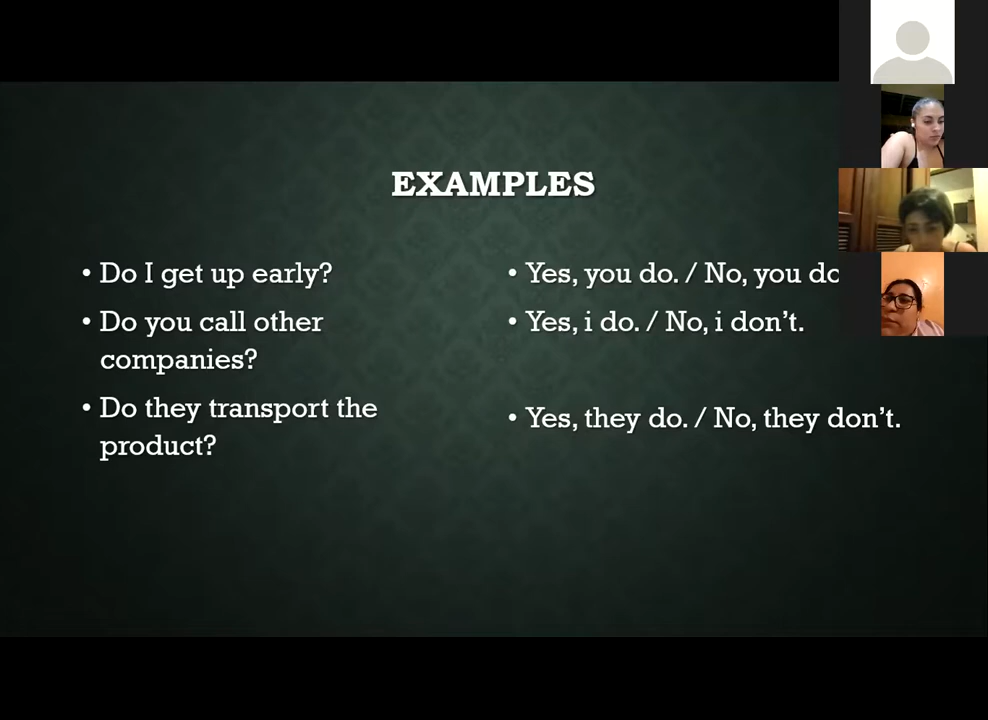 EXAMPLES
• Do I get up early?
• Do you call other
companies?
• Do they transport the
product?
• Yes, you do. / No, you do
• Yes, i do. / No, i don’t.
• Yes, they do. / No, they don’t.